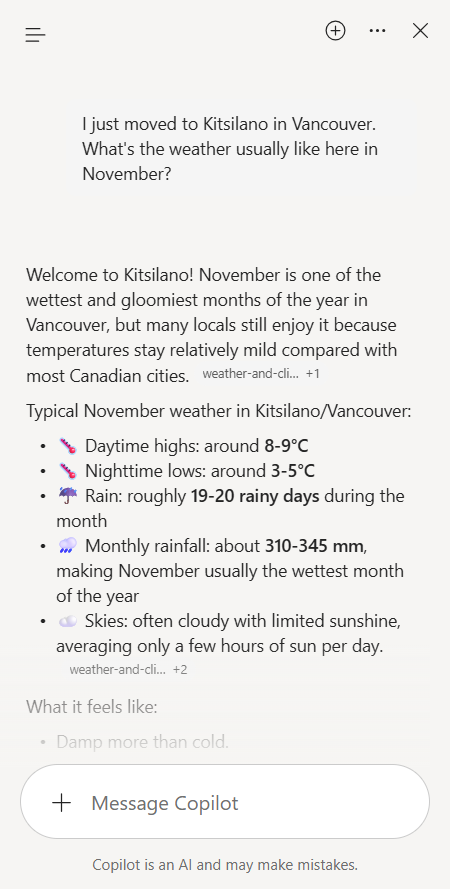 I just moved to Kitsilano in Vancouver.
What's the weather usually like here in
November?
Welcome to Kitsilano! November is one of the
wettest and gloomiest months of the year in
Vancouver, but many locals still enjoy it because
temperatures stay relatively mild compared with
most Canadian cities. weather-and-cli... +1
Typical November weather in Kitsilano/Vancouver:
• 🌡️ Daytime highs: around 8-9°C
• 🌡️ Nighttime lows: around 3-5°C
• ☔ Rain: roughly 19-20 rainy days during the
month
• 🌧️ Monthly rainfall: about 310-345 mm,
making November usually the wettest month
of the year
• ☁️ Skies: often cloudy with limited sunshine,
averaging only a few hours of sun per day.
weather-and-cli... +2
What it feels like:
• Damp more than cold.
Message Copilot
Copilot is an AI and may make mistakes.